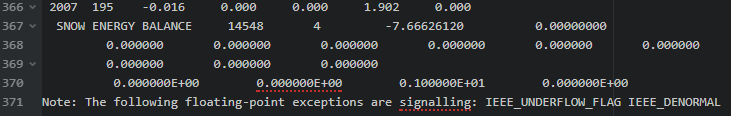 366 2007 195 -0.016 0.000 1.902 0.000
367 SNOW ENERGY BALANCE 14548 4 -7.66626120 0.00000000
368 0.000000 0.000000 0.000000 0.000000 0.000000 0.000000
369 0.000000 0.000000 0.000000
370 0.000000E+00 0.000000E+00 0.100000E+01 0.000000E+00
371 Note: The following floating-point exceptions are signalling: IEEE_UNDERFLOW_FLAG IEEE_DENORMAL